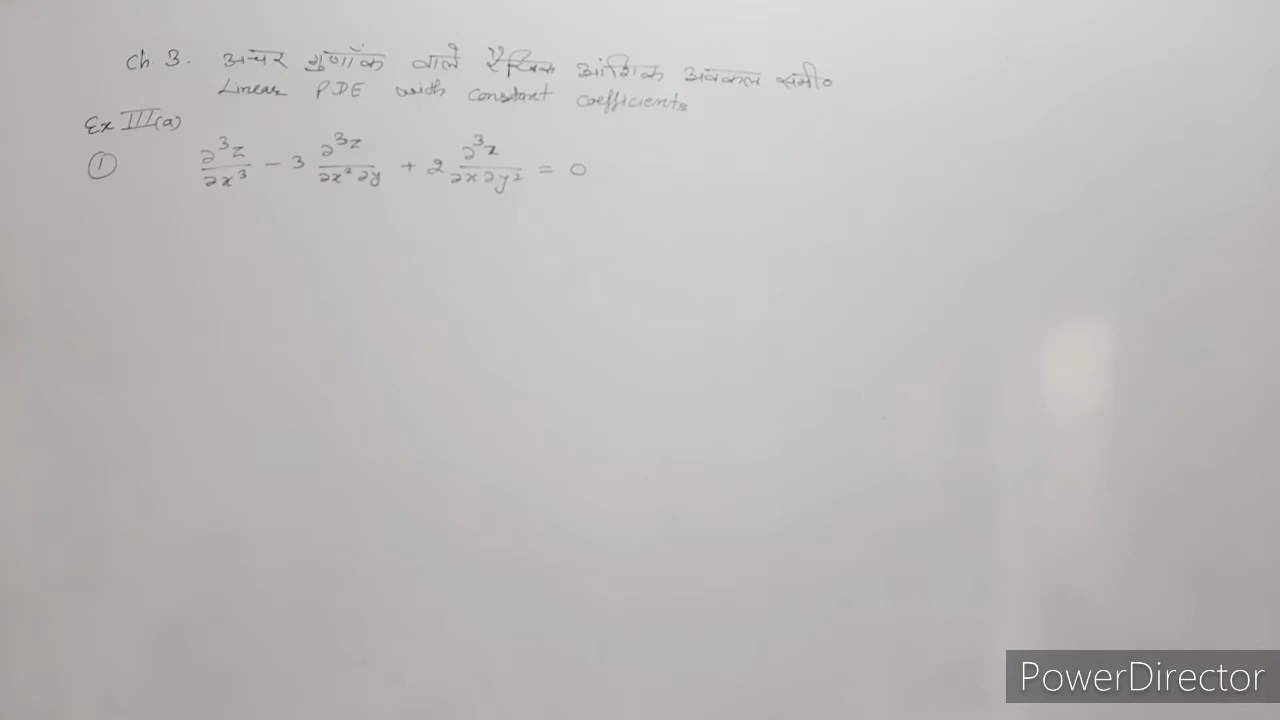 Ch 3. अचर गुणांक वाले रैखिक आंशिक अवकल समी०
Linear PDE with constant coefficients
Ex III(a)
① ∂³z/∂x³ - 3 ∂³z/∂x²∂y + 2 ∂³z/∂x∂y² = 0
PowerDirector